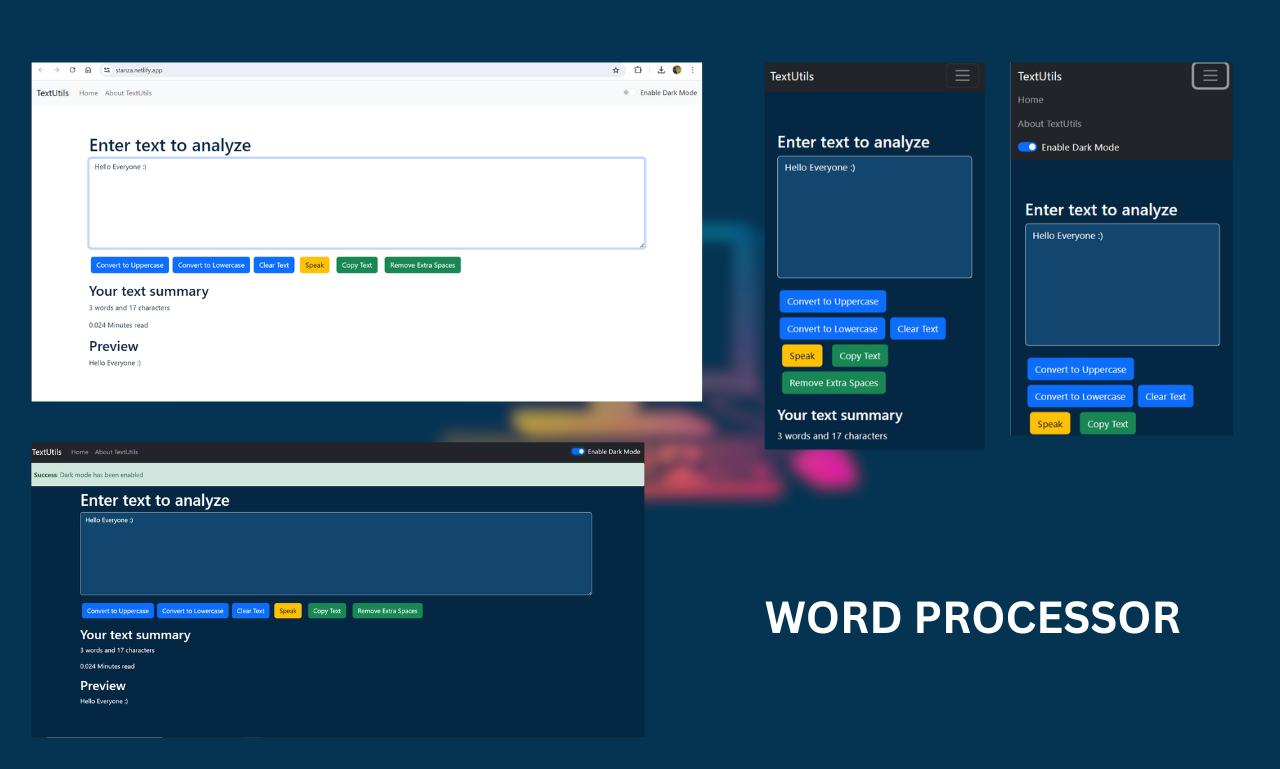 stanza.netlify.app
TextUtils Home About TextUtils Enable Dark Mode
Enter text to analyze
Hello Everyone :)
Convert to Uppercase Convert to Lowercase Clear Text Speak Copy Text Remove Extra Spaces
Your text summary
3 words and 17 characters
0.024 Minutes read
Preview
Hello Everyone :)
TextUtils
Enter text to analyze
Hello Everyone :)
Convert to Uppercase
Convert to Lowercase Clear Text
Speak Copy Text
Remove Extra Spaces
Your text summary
3 words and 17 characters
TextUtils
Home
About TextUtils
Enable Dark Mode
Enter text to analyze
Hello Everyone :)
Convert to Uppercase
Convert to Lowercase Clear Text
Speak Copy Text
TextUtils Home About TextUtils Enable Dark Mode
Success: Dark mode has been enabled
Enter text to analyze
Hello Everyone :)
Convert to Uppercase Convert to Lowercase Clear Text Speak Copy Text Remove Extra Spaces
Your text summary
3 words and 17 characters
0.024 Minutes read
Preview
Hello Everyone :)
WORD PROCESSOR